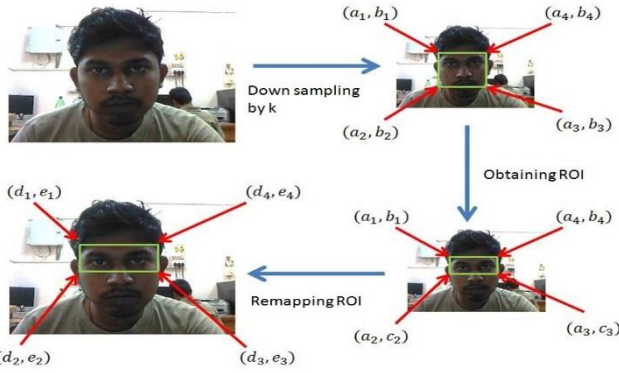 (a₁, b₁)
(a₄, b₄)
Down sampling
by k
(a₂, b₂)
(a₃, b₃)
Obtaining ROI
(d₁, e₁)
(d₄, e₄)
(a₁, b₁)
(a₄, b₄)
Remapping ROI
(a₂, c₂)
(a₃, c₃)
(d₂, e₂)
(d₃, e₃)